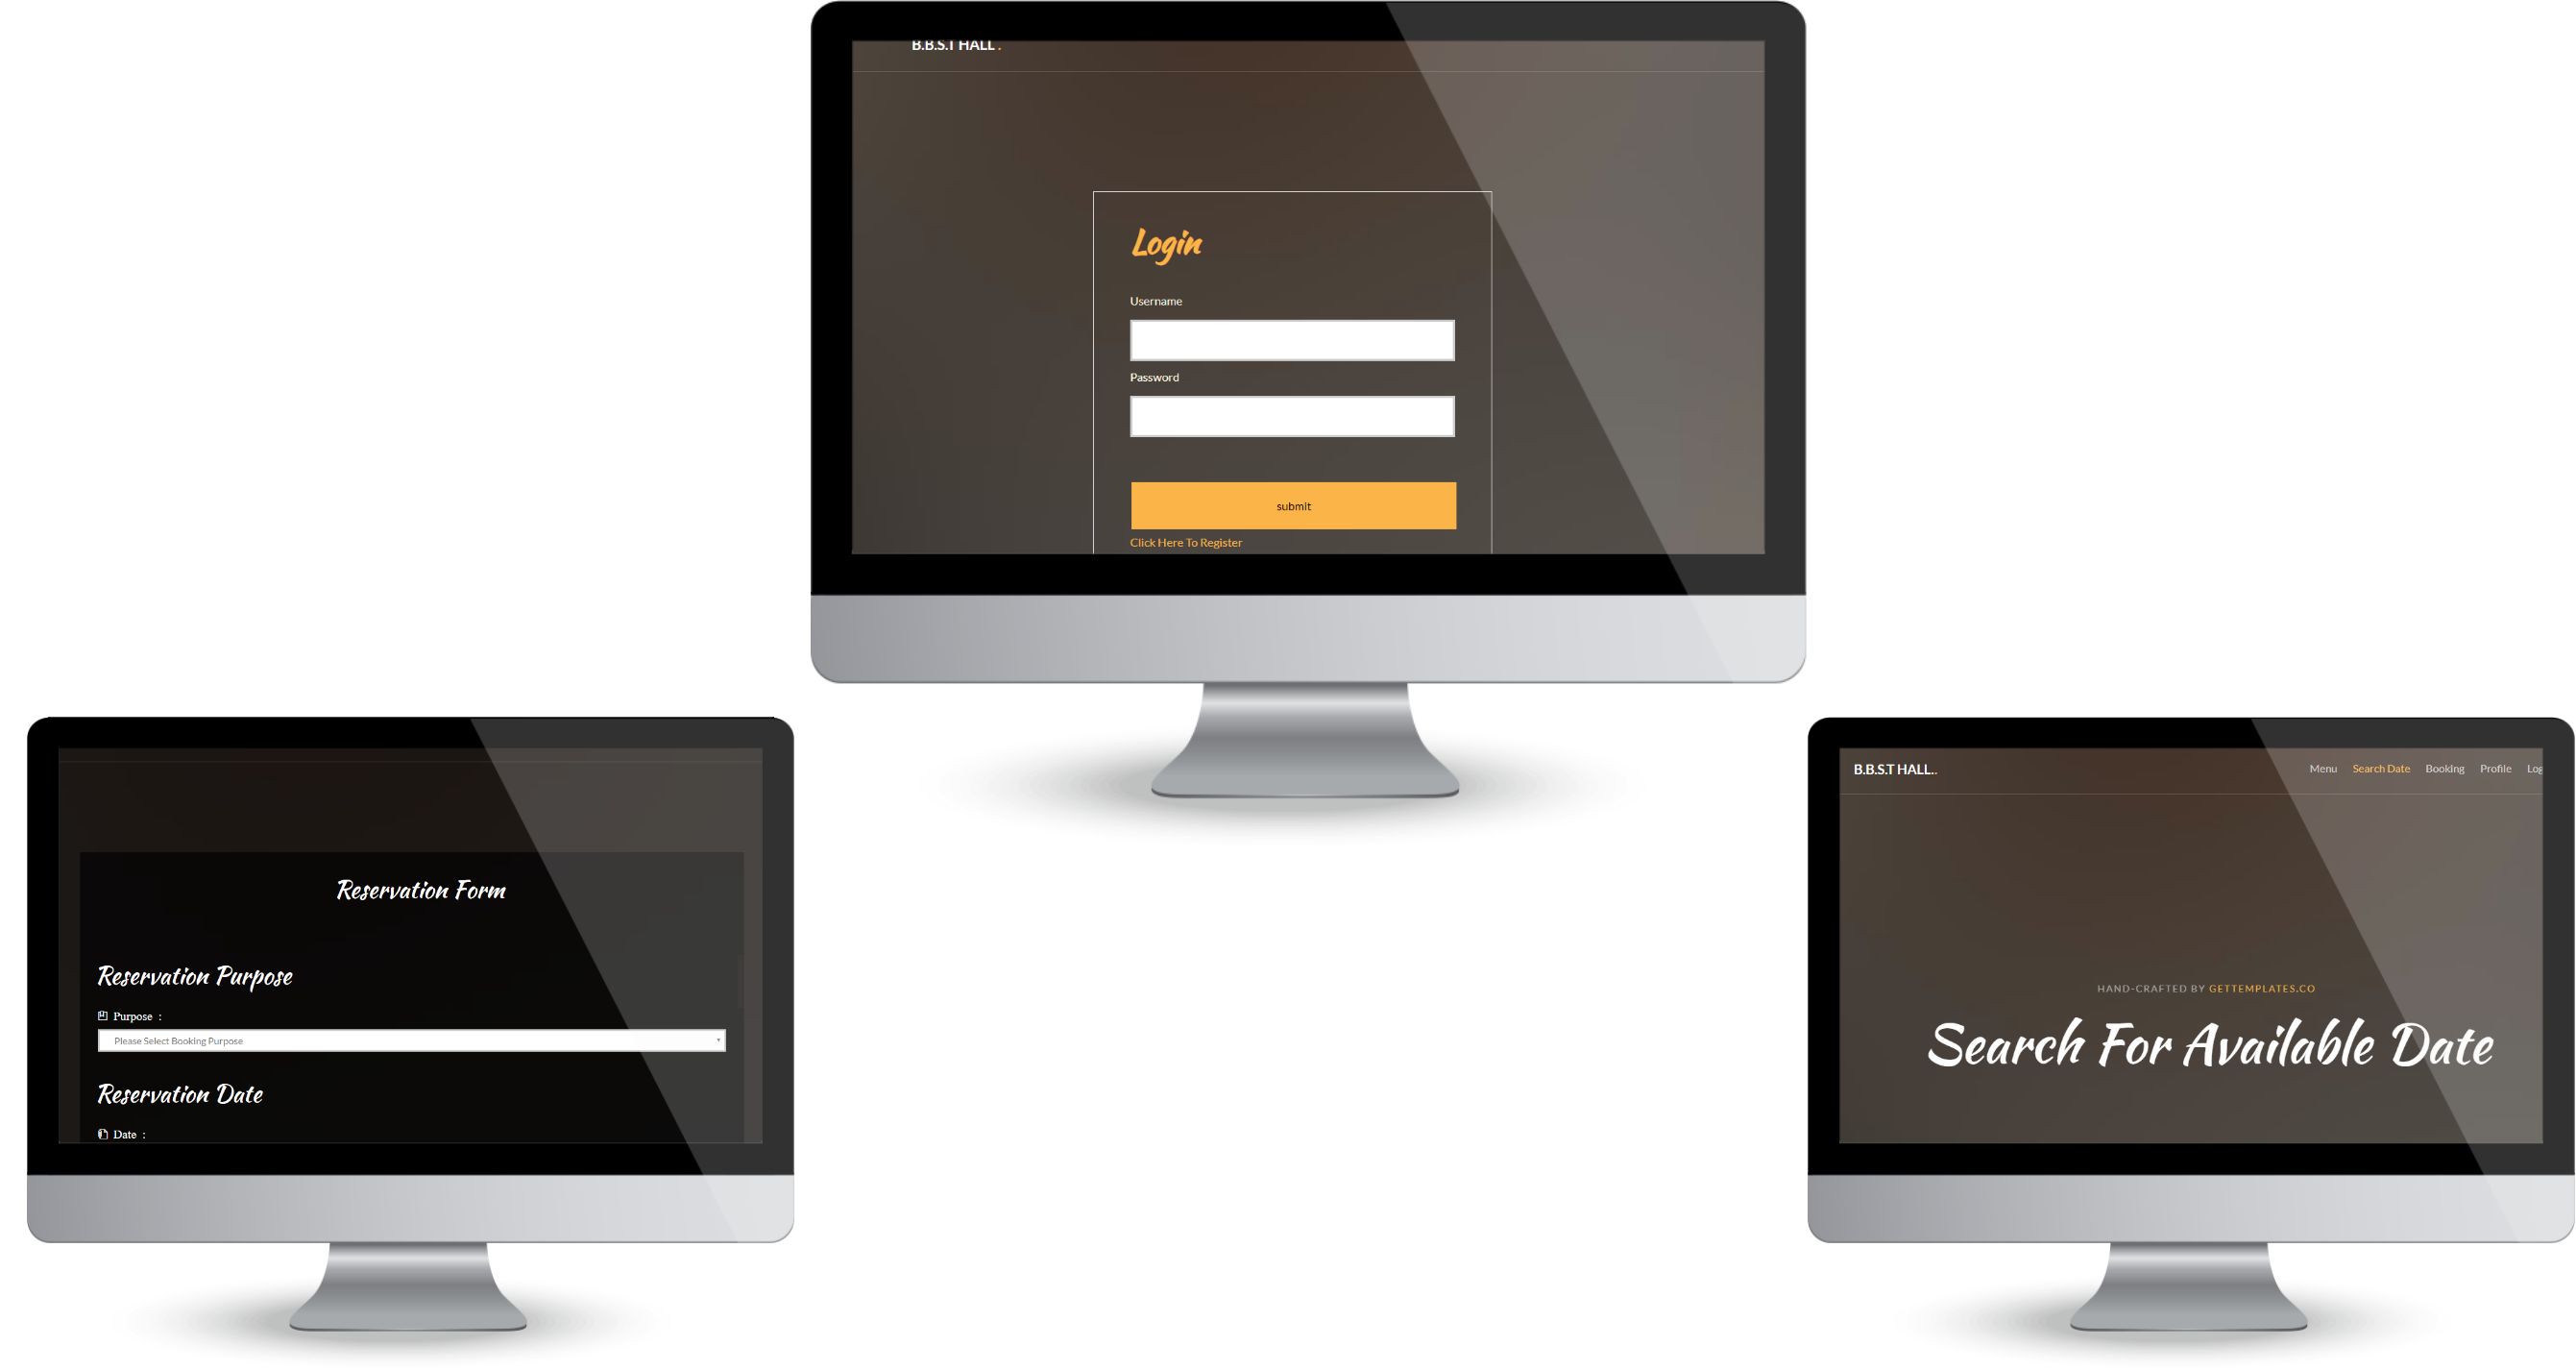 B.B.S.T HALL .
Login
Username
Password
submit
Click Here To Register
Reservation Form
Reservation Purpose
Purpose :
Please Select Booking Purpose
Reservation Date
Date :
B.B.S.T HALL..
Menu Search Date Booking Profile Log
HAND-CRAFTED BY GETTEMPLATES.CO
Search For Available Date